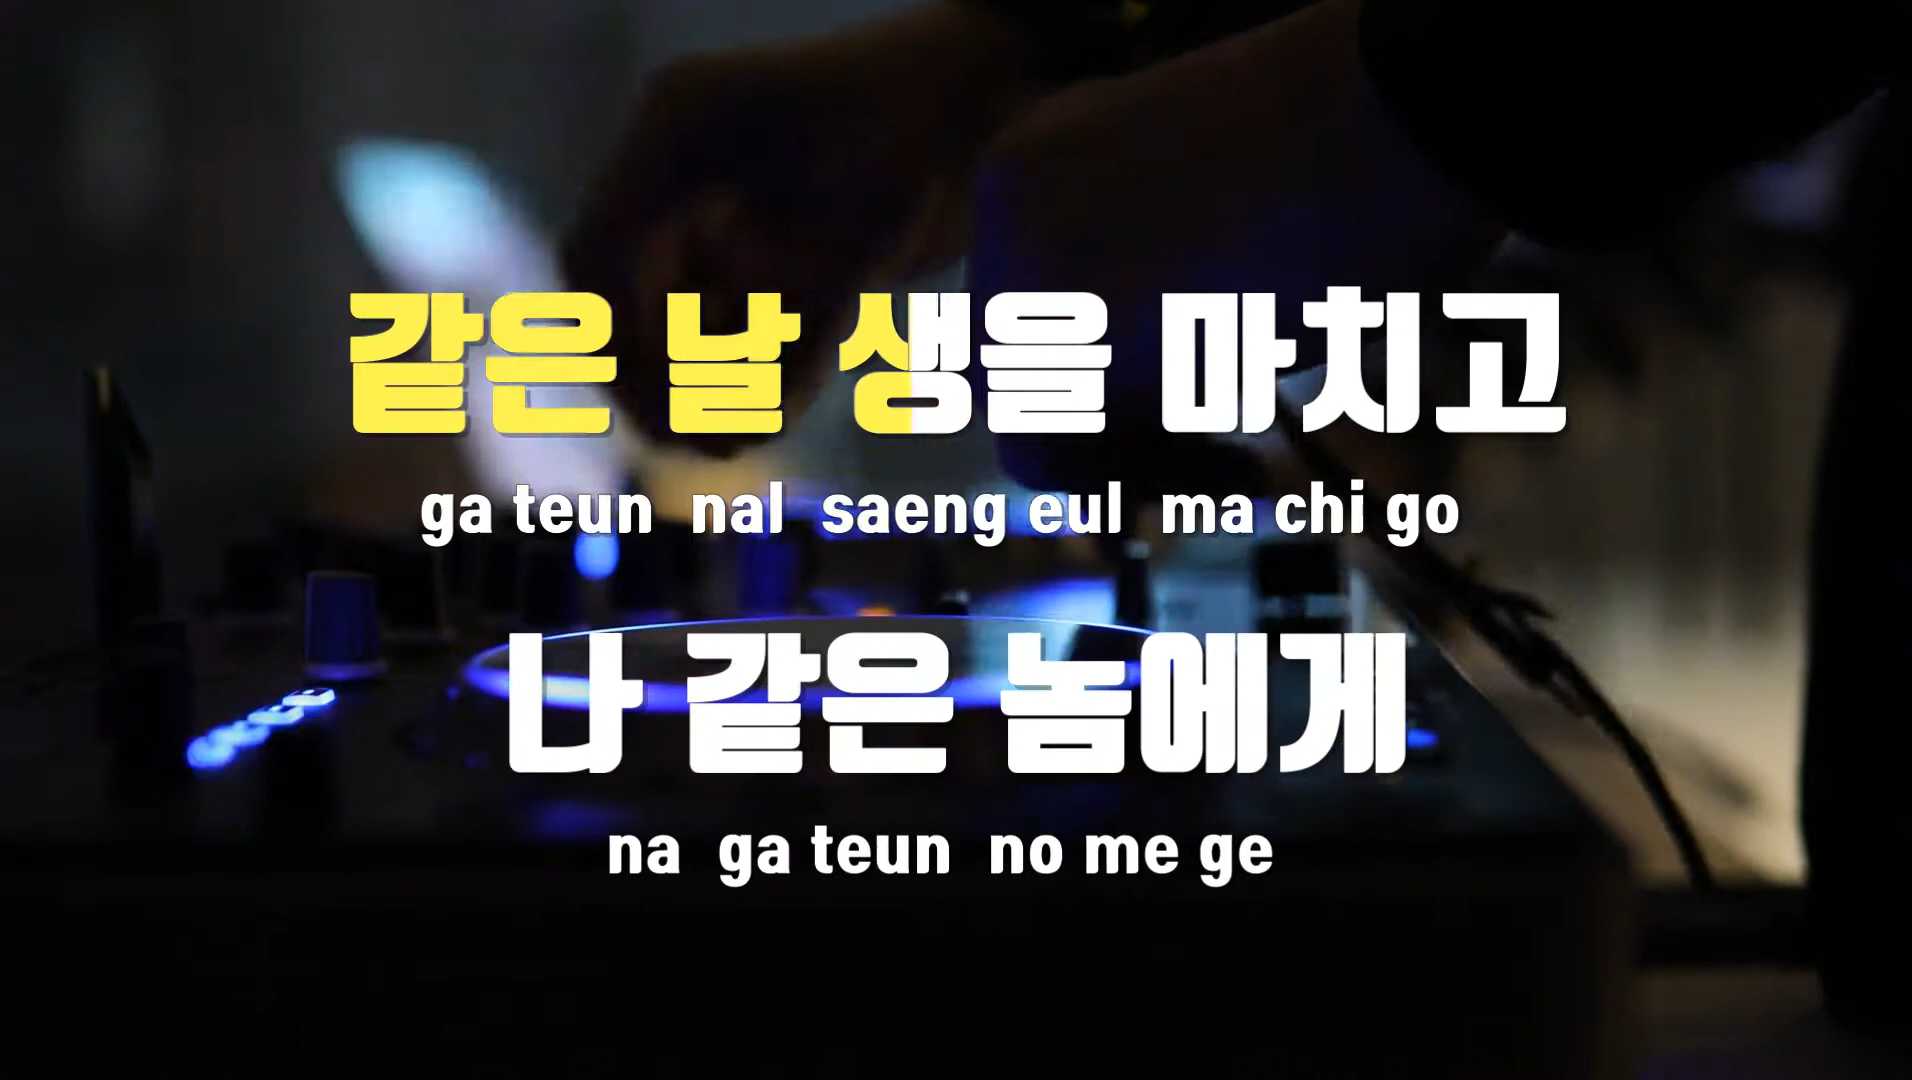 같은 날 생을 마치고
ga teun nal saeng eul ma chi go
나 같은 놈에게
na ga teun no me ge